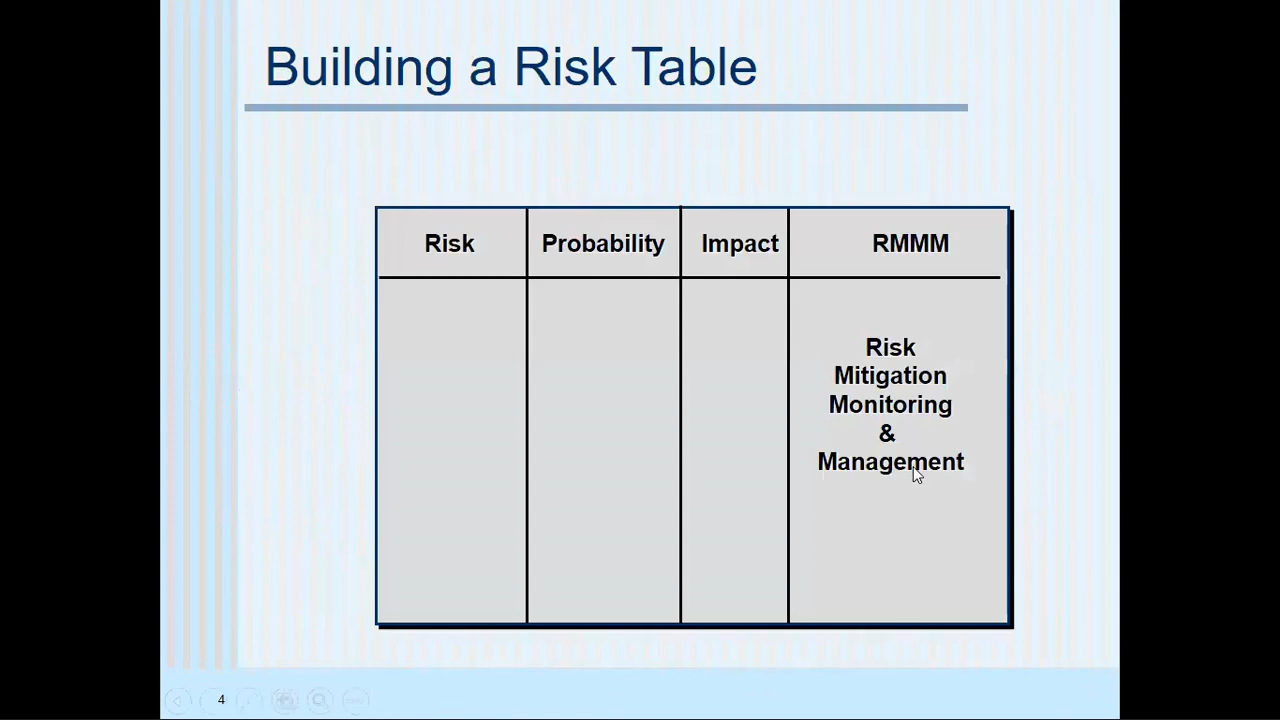 Building a Risk Table
Risk Probability Impact RMMM
Risk
Mitigation
Monitoring
&
Management
4